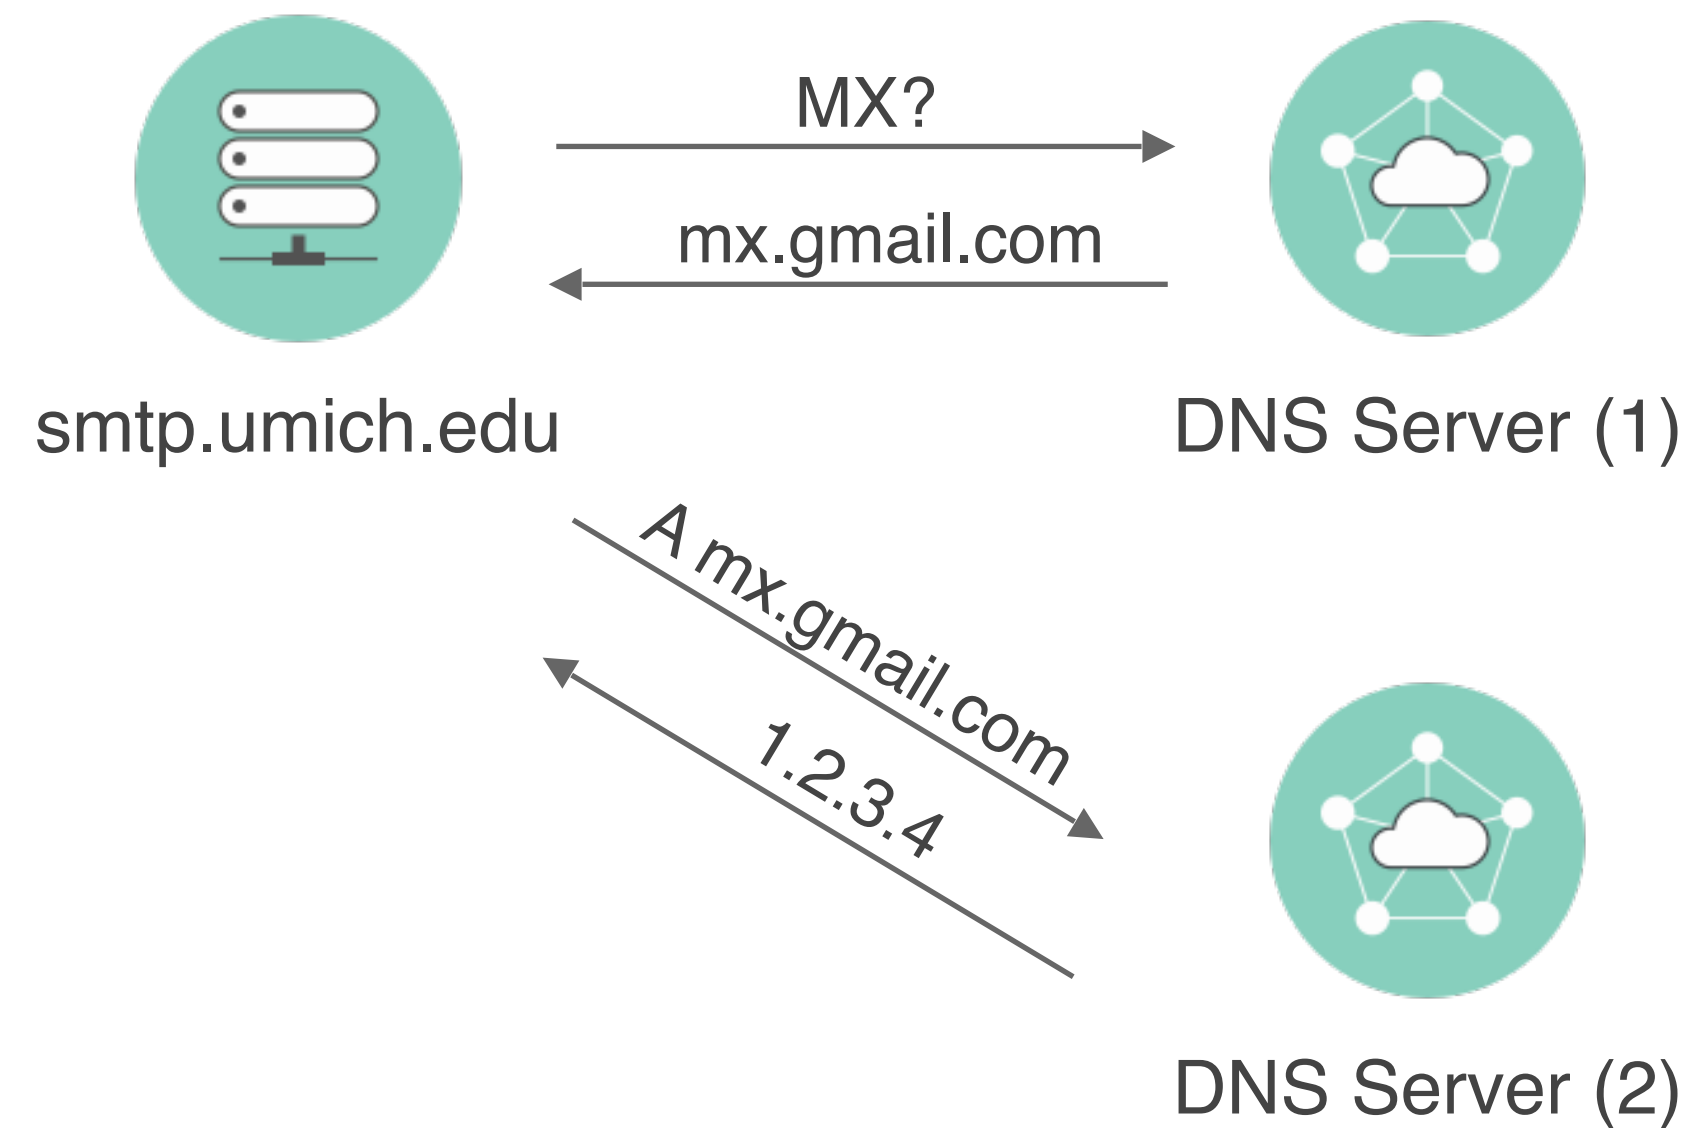 MX?
mx.gmail.com
smtp.umich.edu
DNS Server (1)
A mx.gmail.com
1.2.3.4
DNS Server (2)